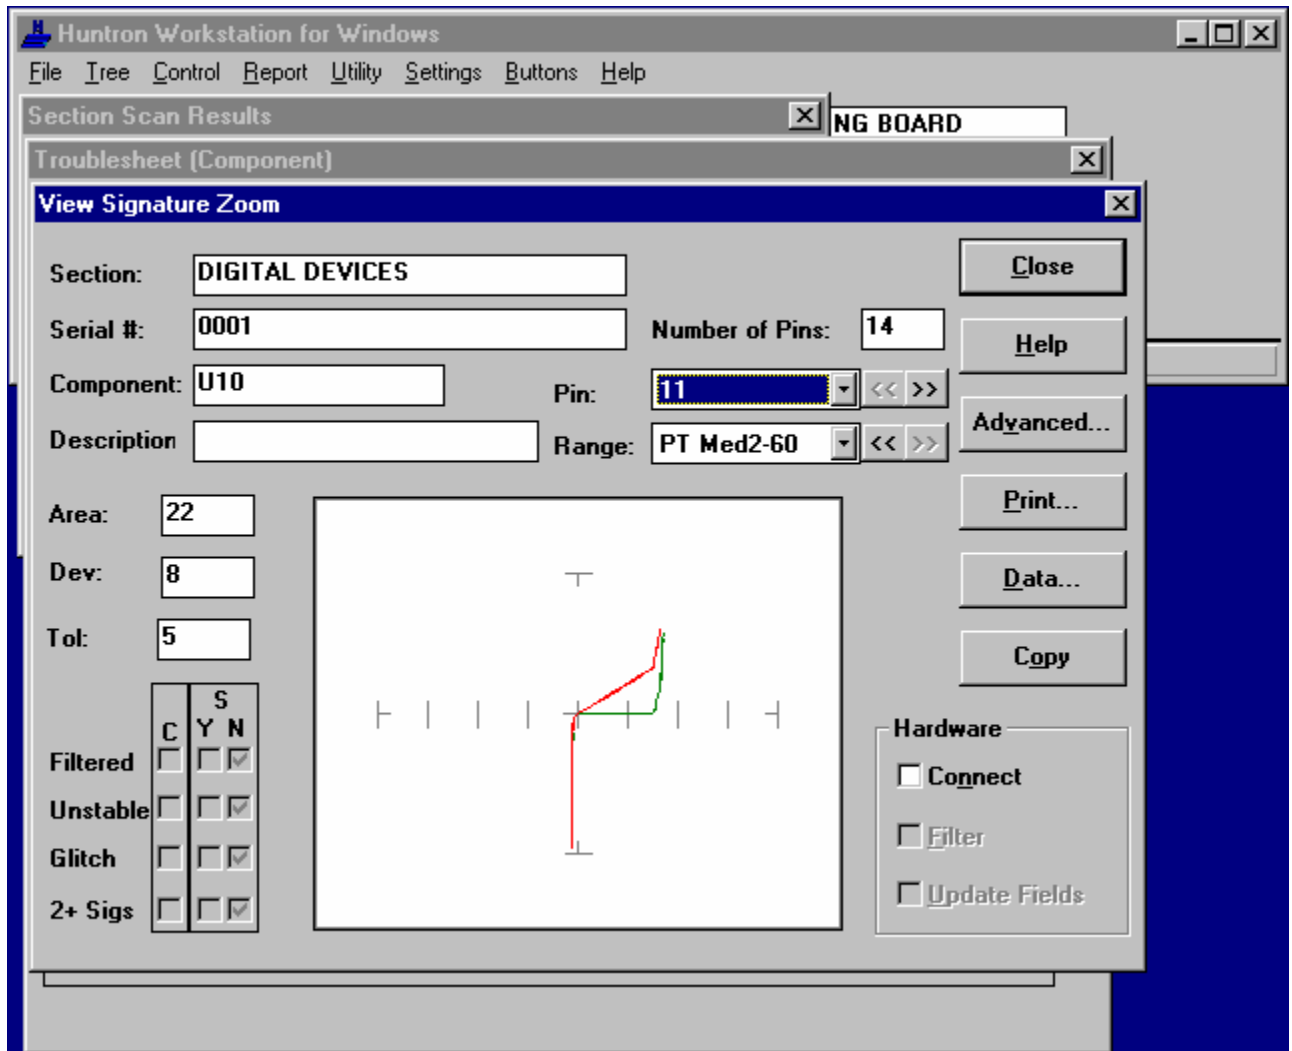 Huntron Workstation for Windows
File Tree Control Report Utility Settings Buttons Help
Section Scan Results
NG BOARD
Troublesheet (Component)
View Signature Zoom
Section: DIGITAL DEVICES
Close
Serial #: 0001 Number of Pins: 14
Help
Component: U10 Pin: 11 << >>
Advanced...
Description Range: PT Med2-60 << >>
Print...
Area: 22
Dev: 8
Data...
Tol: 5
Copy
S
C Y N
Hardware
Filtered
Connect
Unstable
Filter
Glitch
Update Fields
2+ Sigs